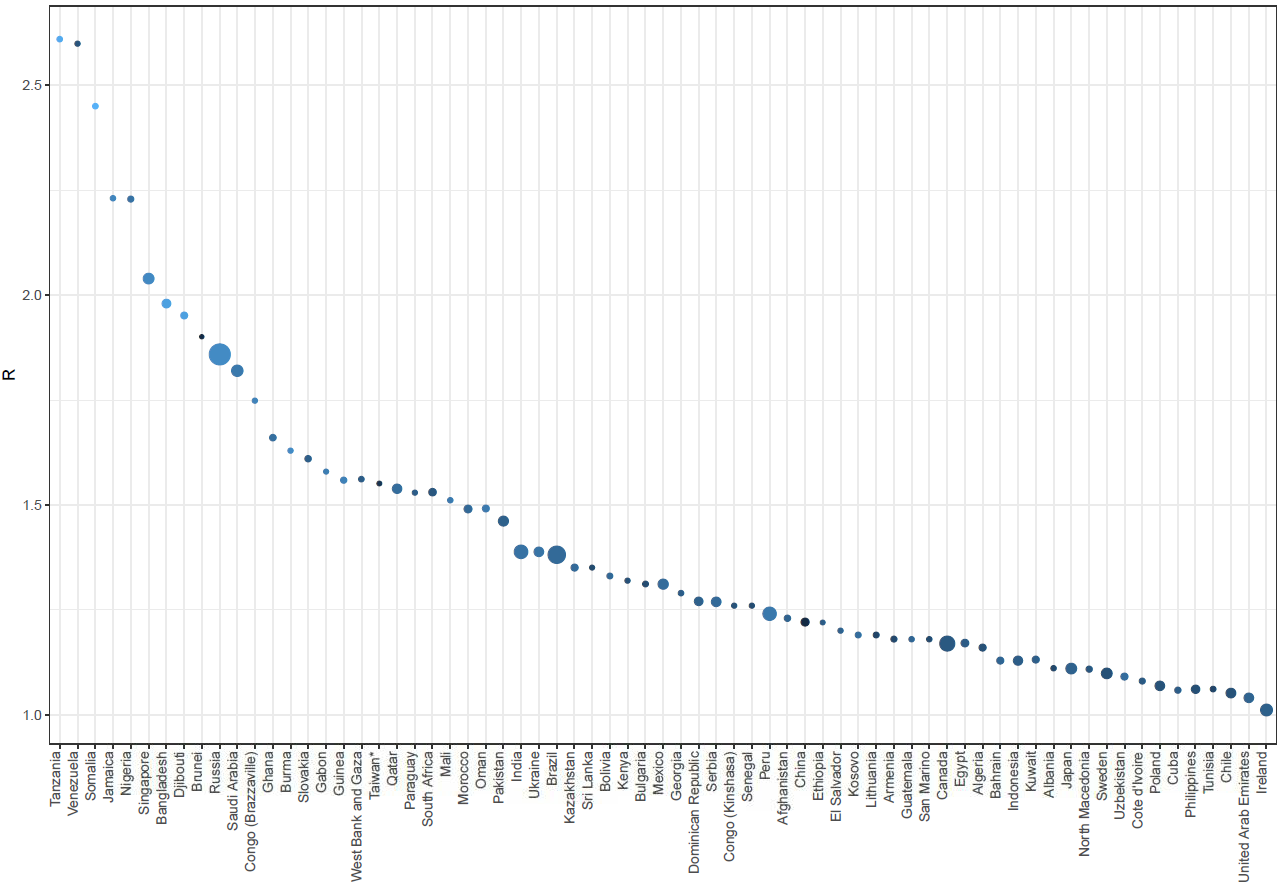 R
2.5
2.0
1.5
1.0
Tanzania
Venezuela
Somalia
Jamaica
Nigeria
Singapore
Bangladesh
Djibouti
Brunei
Russia
Saudi Arabia
Congo (Brazzaville)
Ghana
Burma
Slovakia
Gabon
Guinea
West Bank and Gaza
Taiwan*
Qatar
Paraguay
South Africa
Mali
Morocco
Oman
Pakistan
India
Ukraine
Brazil
Kazakhstan
Sri Lanka
Bolivia
Kenya
Bulgaria
Mexico
Georgia
Dominican Republic
Serbia
Congo (Kinshasa)
Senegal
Peru
Afghanistan
China
Ethiopia
El Salvador
Kosovo
Lithuania
Armenia
Guatemala
San Marino
Canada
Egypt
Algeria
Bahrain
Indonesia
Kuwait
Albania
Japan
North Macedonia
Sweden
Uzbekistan
Cote d'Ivoire
Poland
Cuba
Philippines
Tunisia
Chile
United Arab Emirates
Ireland